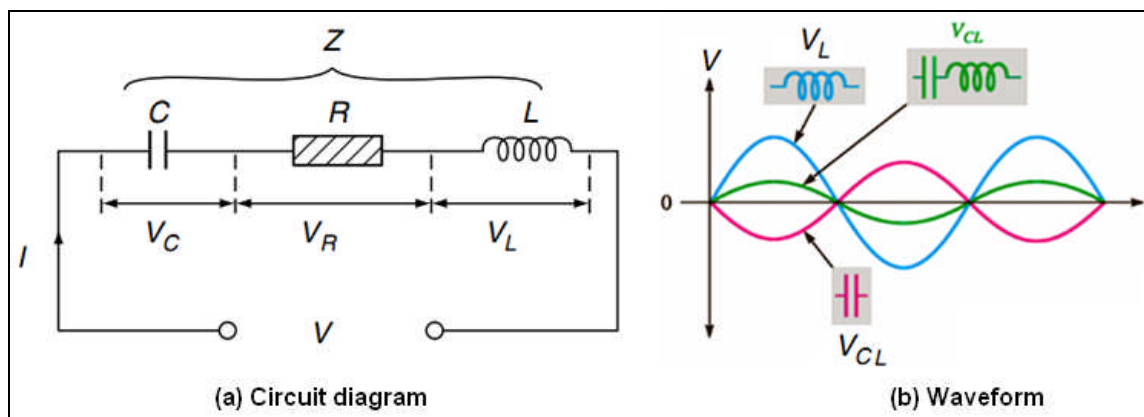 Z
C
R
L
V_C
V_R
V_L
I
V
(a) Circuit diagram
V
V_L
V_CL
0
V_CL
(b) Waveform